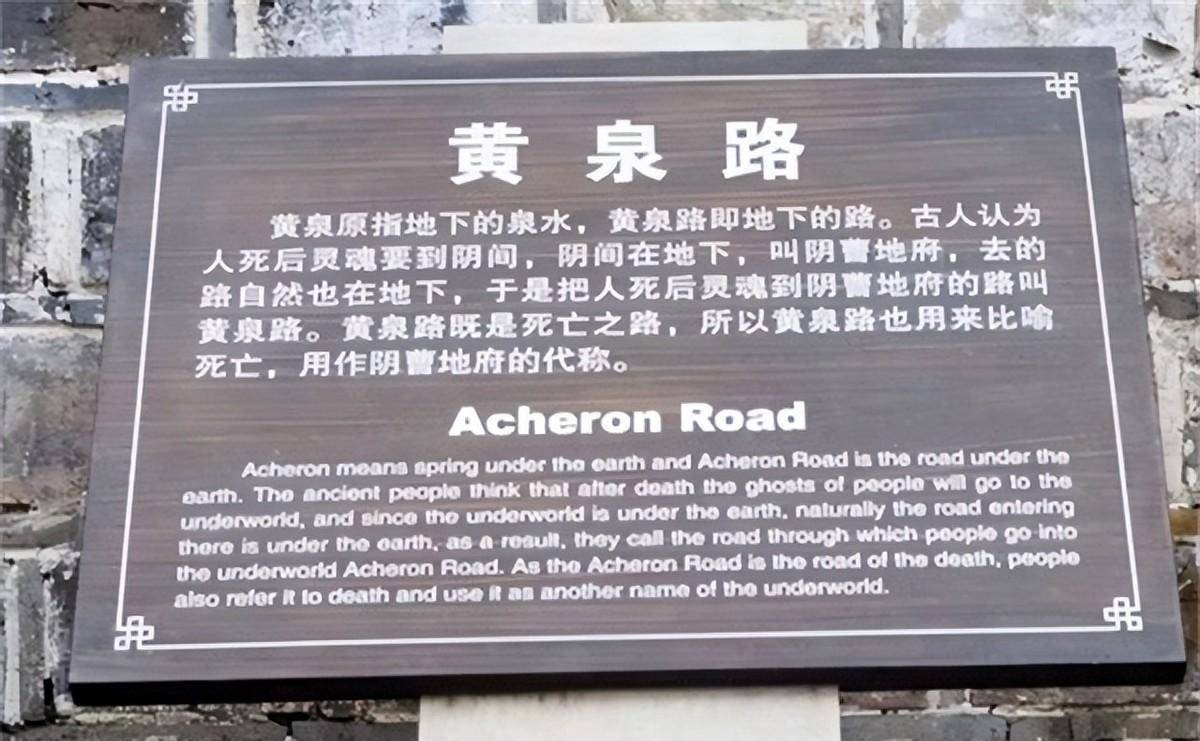 黄泉路
黄泉原指地下的泉水，黄泉路即地下的路。古人认为
人死后灵魂要到阴间，阴间在地下，叫阴曹地府，去的
路自然也在地下，于是把人死后灵魂到阴曹地府的路叫
黄泉路。黄泉路既是死亡之路，所以黄泉路也用来比喻
死亡，用作阴曹地府的代称。
Acheron Road
Acheron means spring under the earth and Acheron Road is the road under the
earth. The ancient people think that after death the ghosts of people will go to the
underworld, and since the underworld is under the earth, naturally the road entering
there is under the earth, as a result, they call the road through which people go into
the underworld Acheron Road. As the Acheron Road is the road of the death, people
also refer it to death and use it as another name of the underworld.